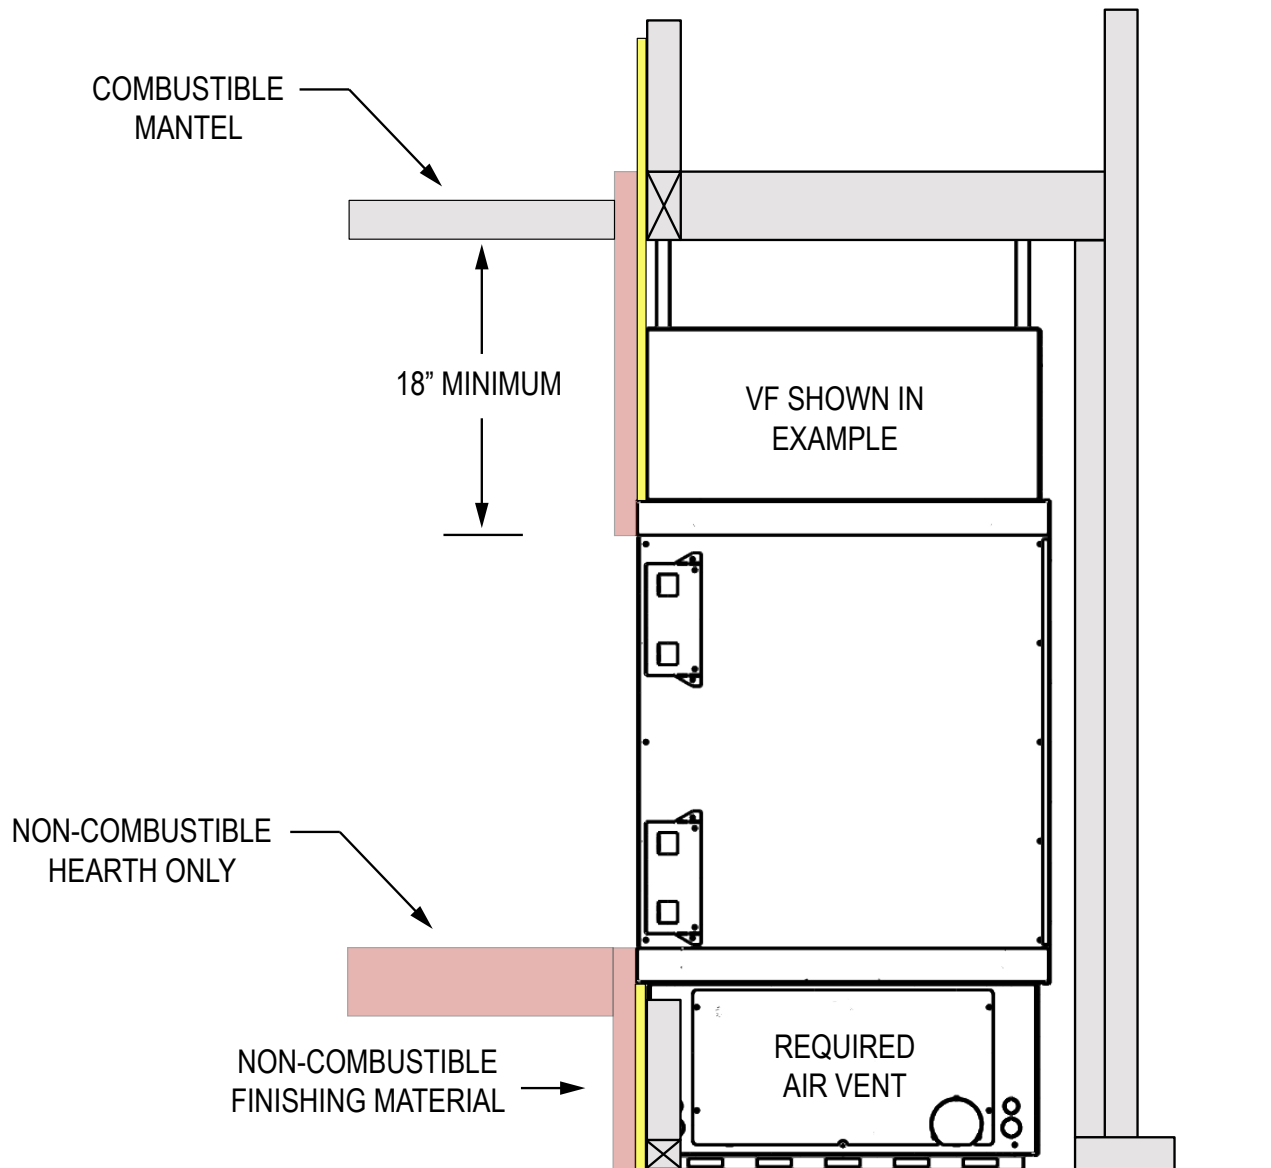 COMBUSTIBLE
MANTEL
18” MINIMUM
VF SHOWN IN
EXAMPLE
NON-COMBUSTIBLE
HEARTH ONLY
NON-COMBUSTIBLE
FINISHING MATERIAL
REQUIRED
AIR VENT